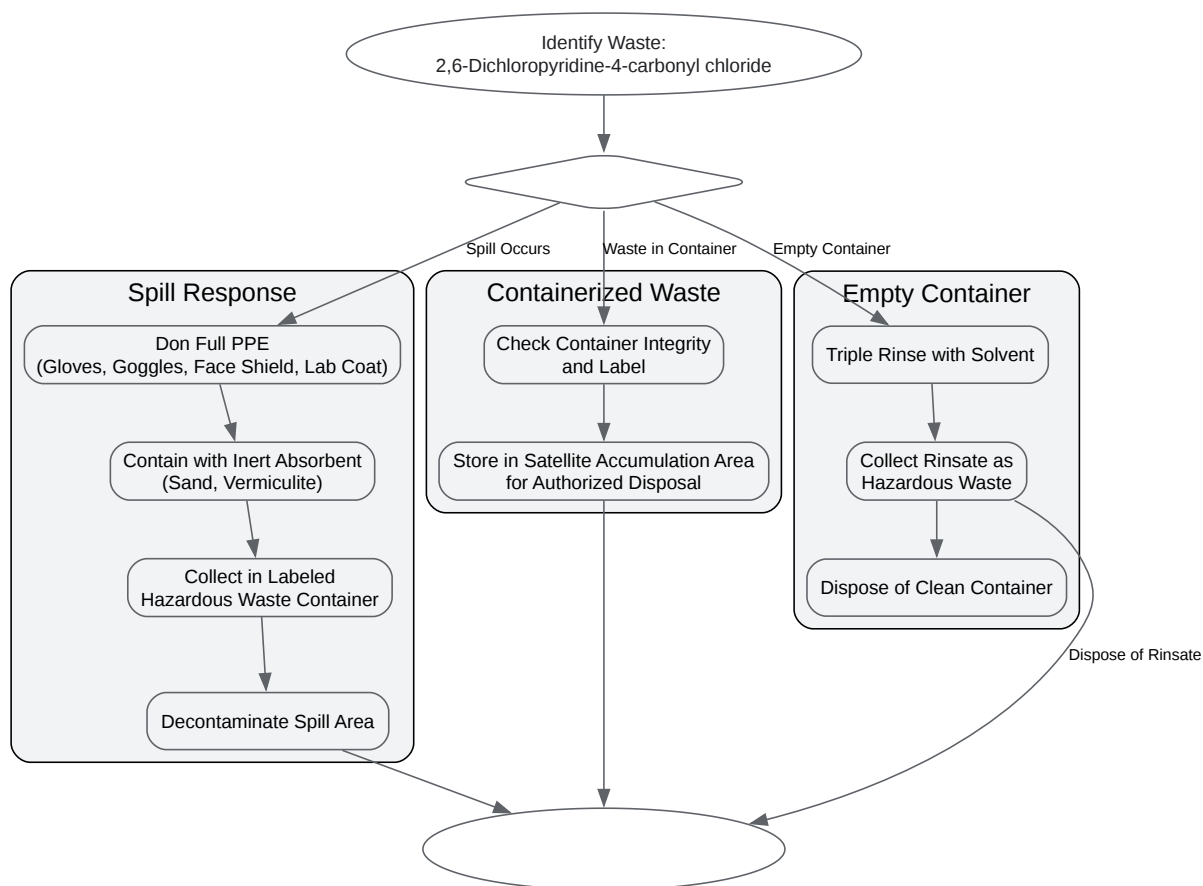 Identify Waste:
2,6-Dichloropyridine-4-carbonyl chloride
Spill Occurs
Waste in Container
Empty Container
Spill Response
Don Full PPE
(Gloves, Goggles, Face Shield, Lab Coat)
Contain with Inert Absorbent
(Sand, Vermiculite)
Collect in Labeled
Hazardous Waste Container
Decontaminate Spill Area
Containerized Waste
Check Container Integrity
and Label
Store in Satellite Accumulation Area
for Authorized Disposal
Empty Container
Triple Rinse with Solvent
Collect Rinsate as
Hazardous Waste
Dispose of Clean Container
Dispose of Rinsate